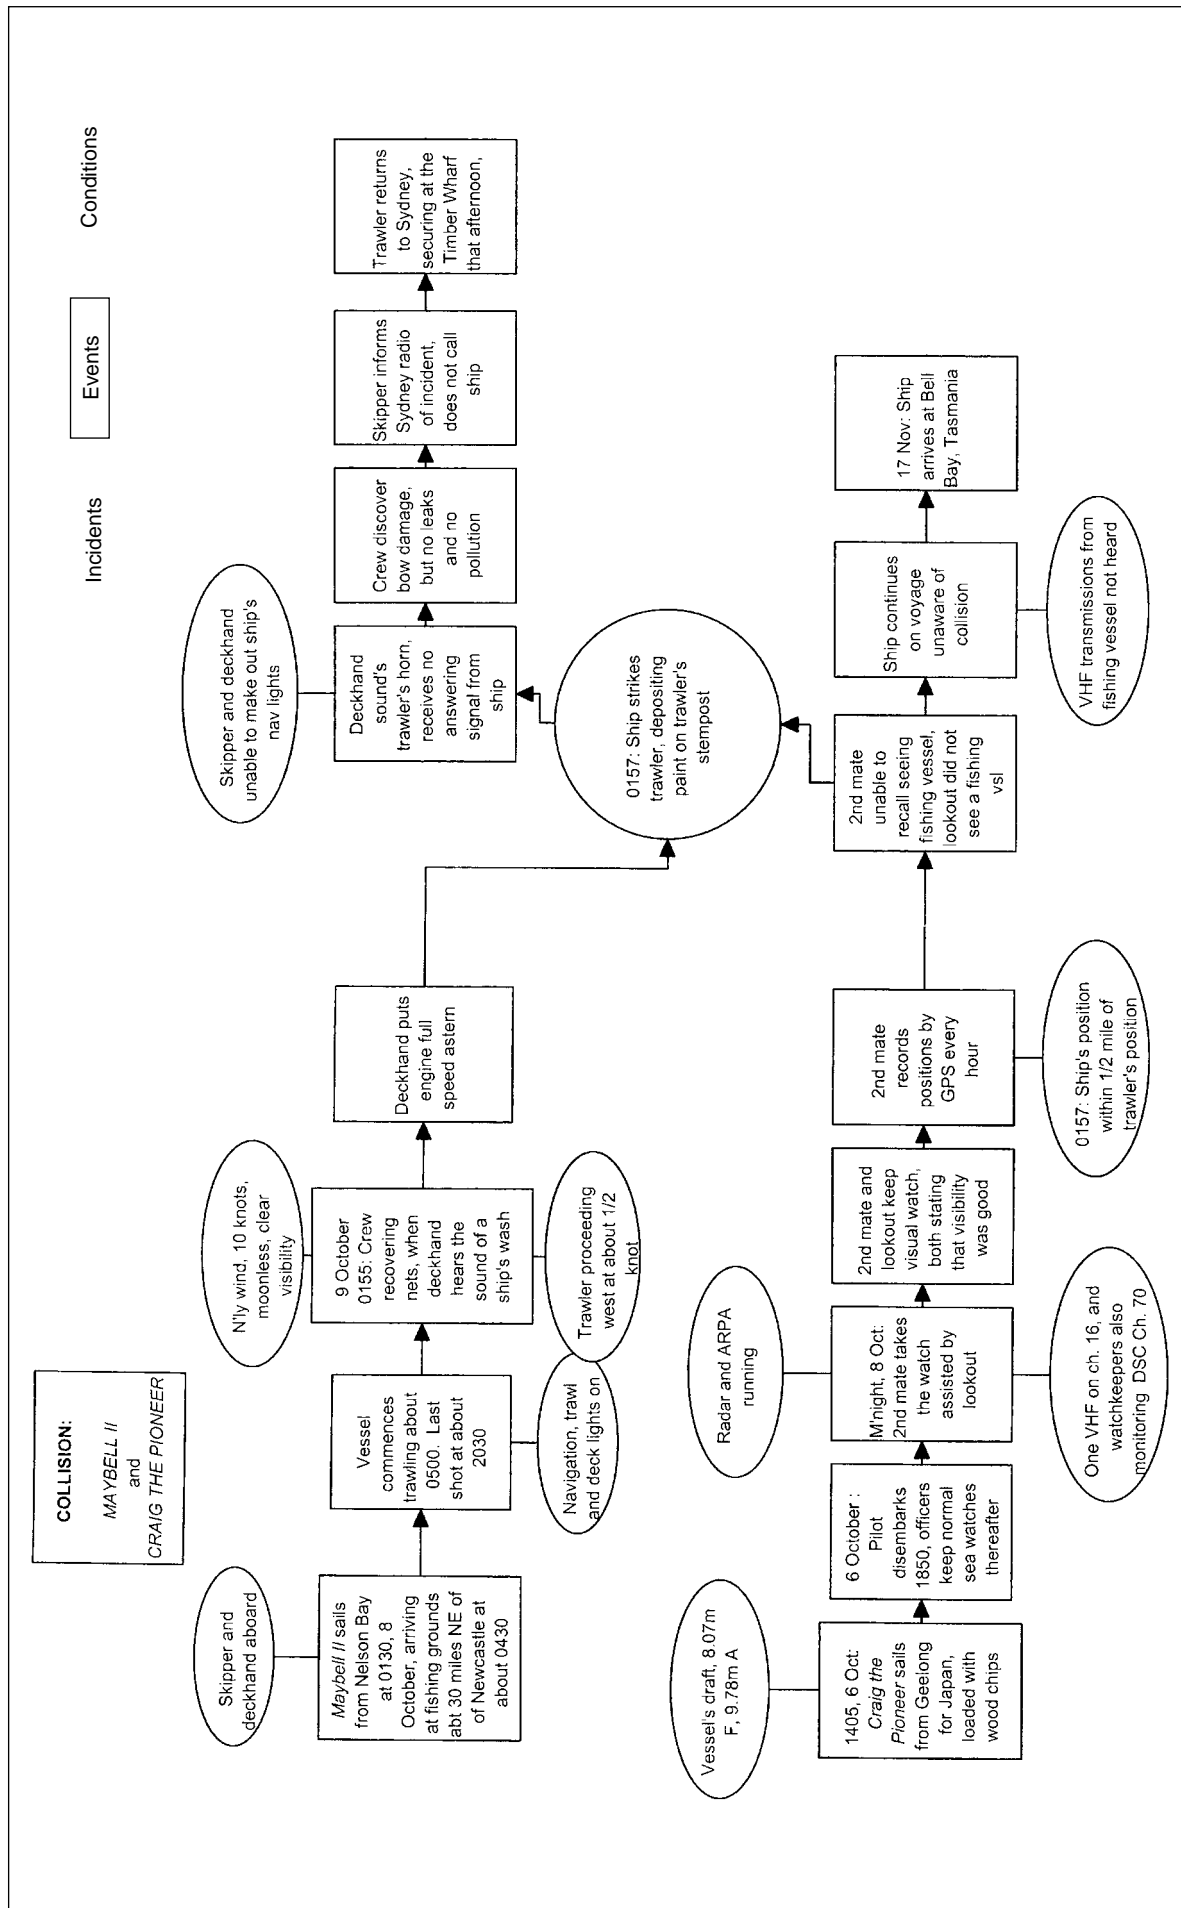 COLLISION:
MAYBELL II
and
CRAIG THE PIONEER
Incidents
Events
Conditions
Skipper and
deckhand aboard
Maybell II sails
from Nelson Bay
at 0130, 8
October, arriving
at fishing grounds
abt 30 miles NE of
of Newcastle at
about 0430
Vessel
commences
trawling about
0500. Last
shot at about
2030
Navigation, trawl
and deck lights on
N'ly wind, 10 knots,
moonless, clear
visibility
9 October
0155: Crew
recovering
nets, when
deckhand
hears the
sound of a
ship's wash
Trawler proceeding
west at about 1/2
knot
Deckhand puts
engine full
speed astern
0157: Ship strikes
trawler, depositing
paint on trawler's
stempost
Skipper and deckhand
unable to make out ship's
nav lights
Deckhand
sound's
trawler's horn,
receives no
answering
signal from
ship
Crew discover
bow damage,
but no leaks
and no
pollution
Skipper informs
Sydney radio
of incident,
does not call
ship
Trawler returns
to Sydney,
securing at the
Timber Wharf
that afternoon,
Vessel's draft, 8.07m
F, 9.78m A
1405, 6 Oct:
Craig the
Pioneer sails
from Geelong
for Japan,
loaded with
wood chips
6 October :
Pilot
disembarks
1850, officers
keep normal
sea watches
thereafter
Radar and ARPA
running
M'night, 8 Oct:
2nd mate takes
the watch
assisted by
lookout
One VHF on ch. 16, and
watchkeepers also
monitoring DSC Ch. 70
2nd mate and
lookout keep
visual watch,
both stating
that visibility
was good
2nd mate
records
positions by
GPS every
hour
0157: Ship's position
within 1/2 mile of
trawler's position
2nd mate
unable to
recall seeing
fishing vessel,
lookout did not
see a fishing
vsl
Ship continues
on voyage
unaware of
collision
VHF transmissions from
fishing vessel not heard
17 Nov: Ship
arrives at Bell
Bay, Tasmania